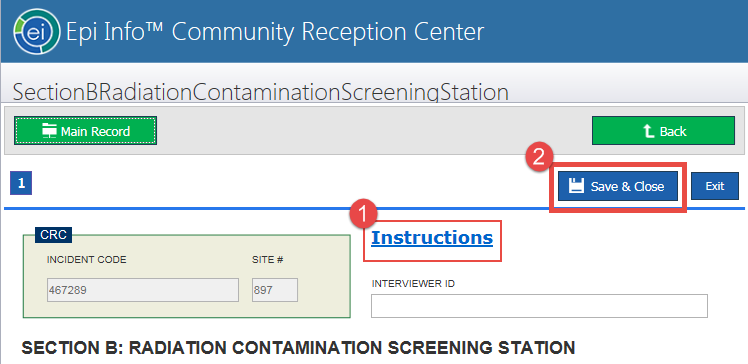 ei Epi Info™ Community Reception Center
SectionBRadiationContaminationScreeningStation
Main Record
Back
2
1
Save & Close
Exit
1
CRC
Instructions
INCIDENT CODE
SITE #
INTERVIEWER ID
467289
897
SECTION B: RADIATION CONTAMINATION SCREENING STATION